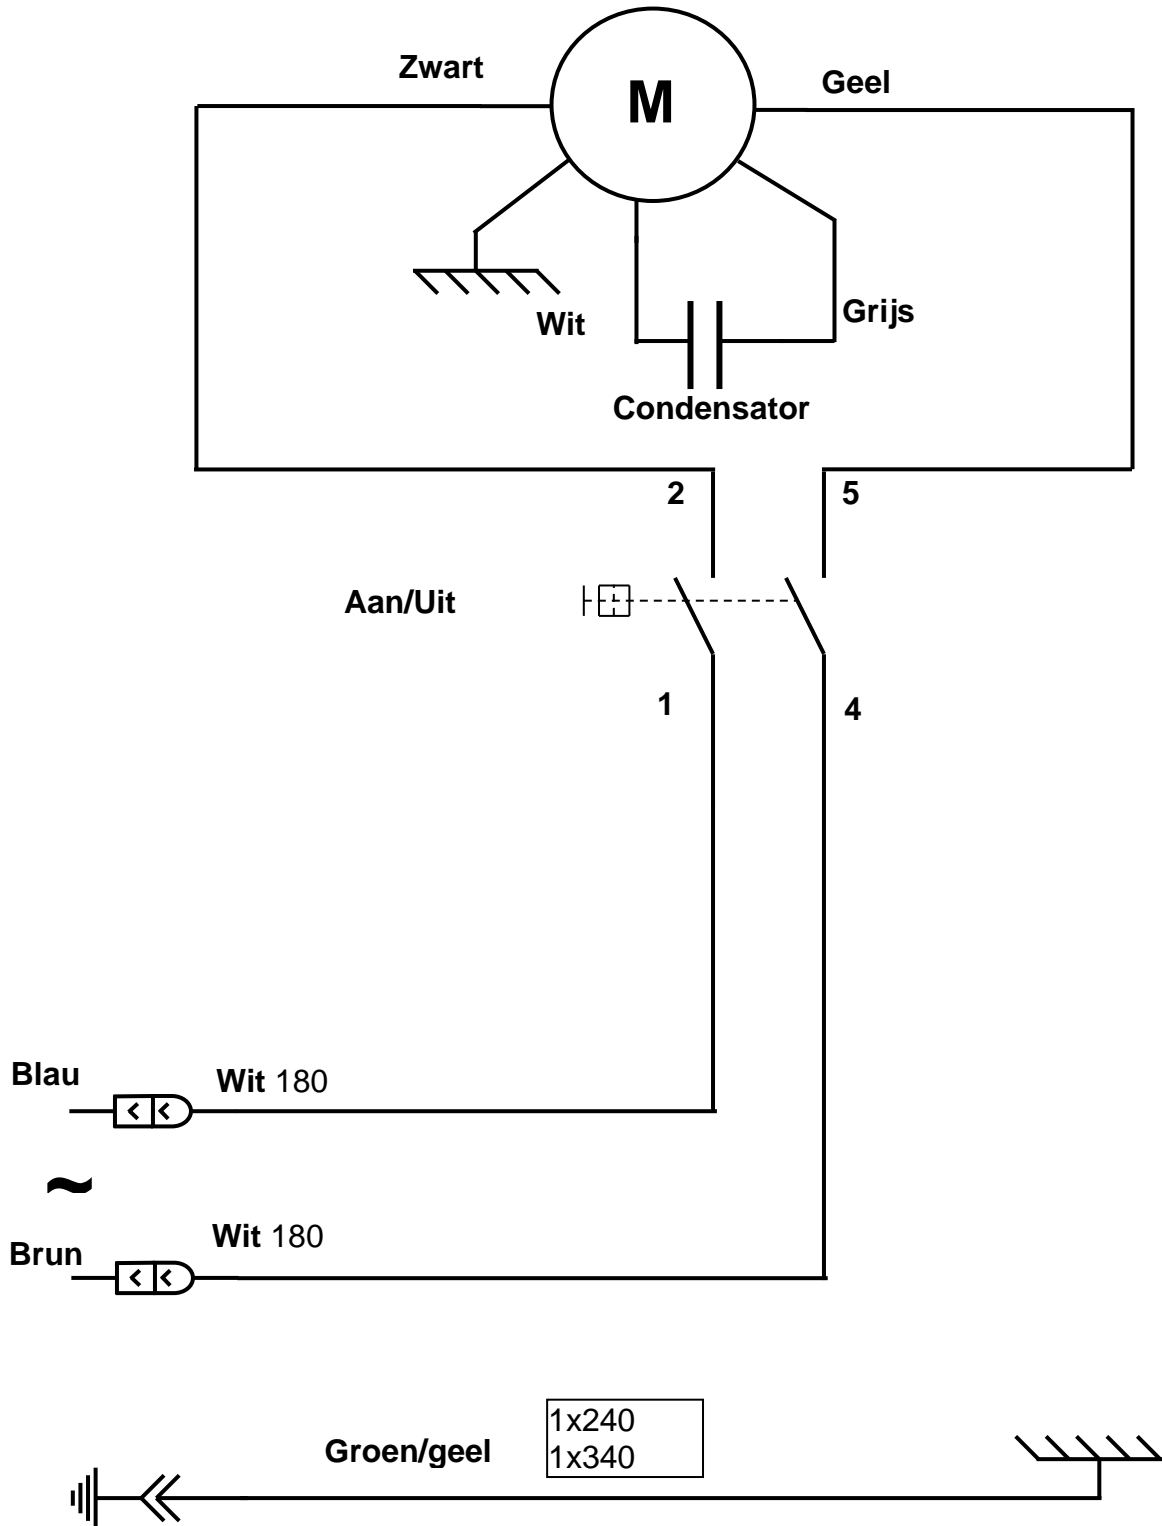 Zwart
M
Geel
Wit
Grijs
Condensator
2
5
Aan/Uit
1
4
Blau
Wit 180
~
Brun
Wit 180
1x240
Groen/geel
1x340